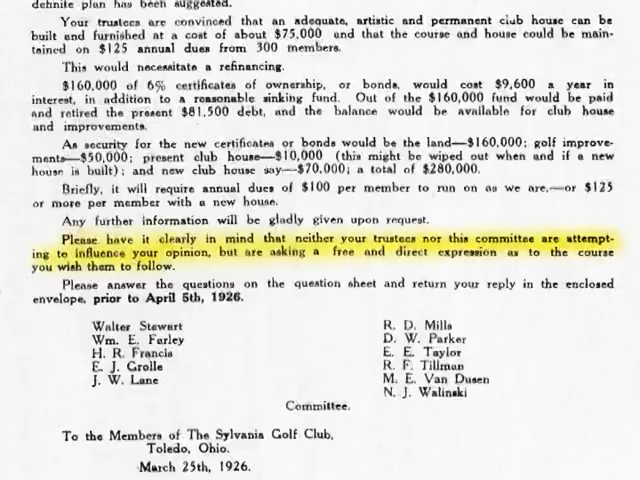 definite plan has been suggested.
Your trustees are convinced that an adequate, artistic and permanent club house can be
built and furnished at a cost of about $75,000 and that the course and house could be main-
tained on $125 annual dues from 300 members.
This would necessitate a refinancing.
$160,000 of 6% certificates of ownership, or bonds, would cost $9,600 a year in
interest, in addition to a reasonable sinking fund. Out of the $160,000 fund would be paid
and retired the present $81,500 debt, and the balance would be available for club house
and improvements.
As security for the new certificates or bonds would be the land—$160,000; golf improve-
ments—$50,000; present club house—$10,000 (this might be wiped out when and if a new
house is built); and new club house say—$70,000; a total of $280,000.
Briefly, it will require annual dues of $100 per member to run on as we are,—or $125
or more per member with a new house.
Any further information will be gladly given upon request.
Please have it clearly in mind that neither your trustees nor this committee are attempt-
ing to influence your opinion, but are asking a free and direct expression as to the course
you wish them to follow.
Please answer the questions on the question sheet and return your reply in the enclosed
envelope, prior to April 5th, 1926.
Walter Stewart
Wm. E. Farley
H. R. Francis
E. J. Grolle
J. W. Lane
R. D. Mills
D. W. Parker
E. E. Taylor
R. F. Tillman
M. E. Van Dusen
N. J. Walinski
Committee.
To the Members of The Sylvania Golf Club,
Toledo, Ohio.
March 25th, 1926.